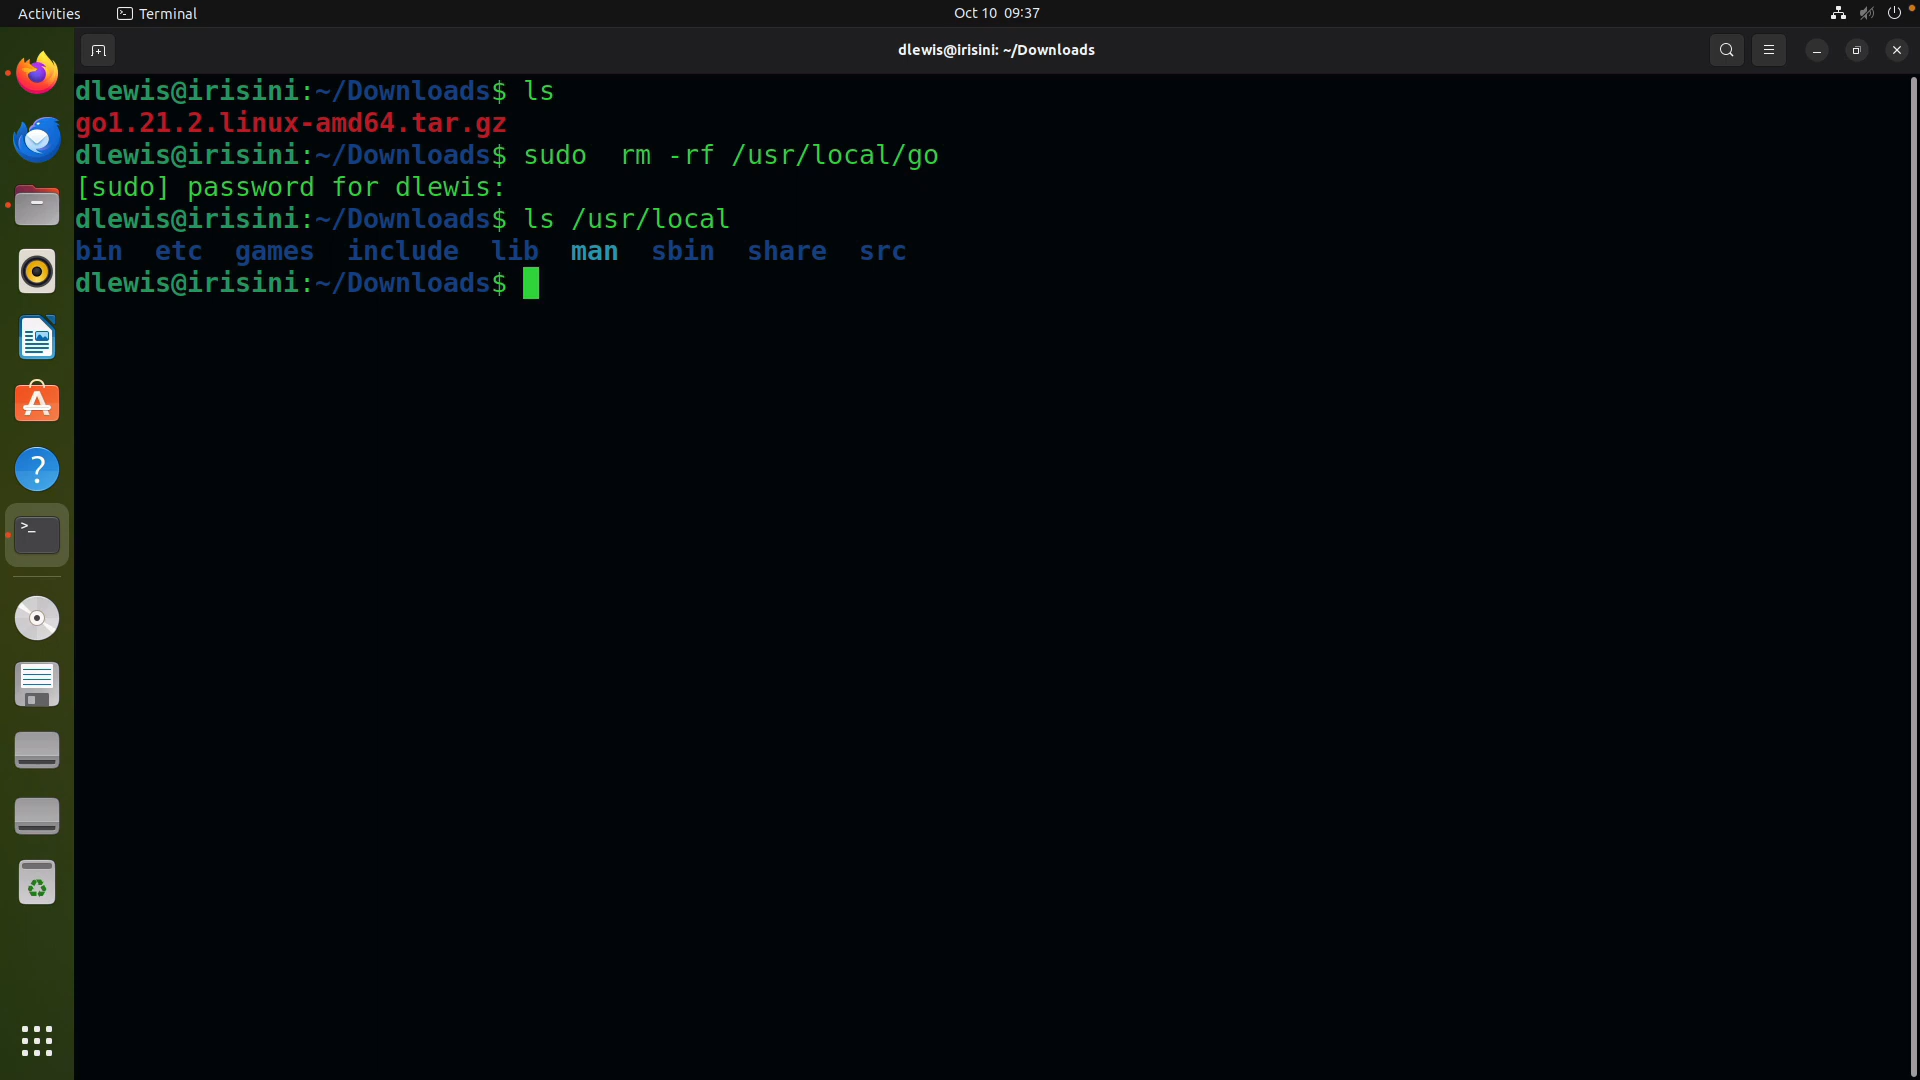 Activities Terminal Oct 10 09:37
dlewis@irisini: ~/Downloads
dlewis@irisini:~/Downloads$ ls
go1.21.2.linux-amd64.tar.gz
dlewis@irisini:~/Downloads$ sudo  rm -rf /usr/local/go
[sudo] password for dlewis:
dlewis@irisini:~/Downloads$ ls /usr/local
bin  etc  games  include  lib  man  sbin  share  src
dlewis@irisini:~/Downloads$